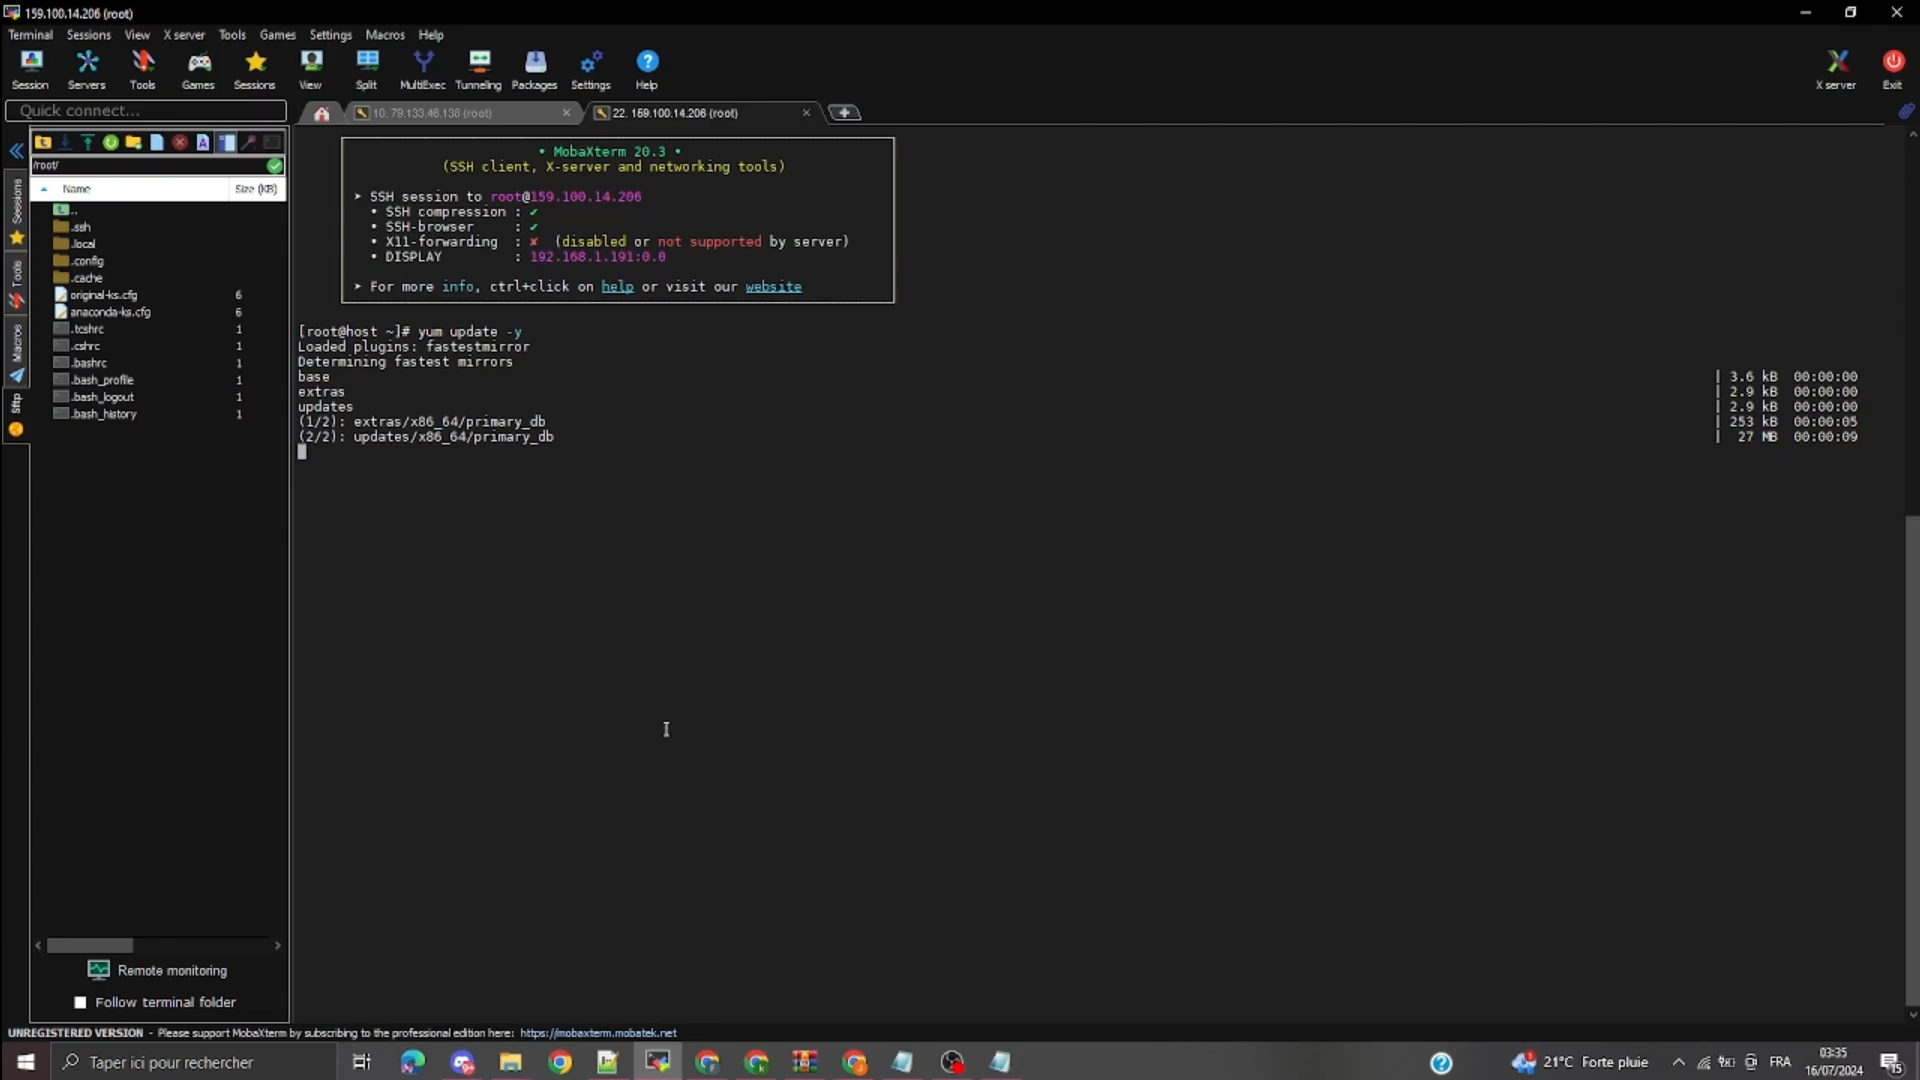 159.100.14.206 (root)
Terminal Sessions View X server Tools Games Settings Macros Help
Session Servers Tools Games Sessions View Split MultiExec Tunneling Packages Settings Help X server Exit
Quick connect...
10. 79.133.46.138 (root)
22. 159.100.14.206 (root)
/root/
Name Size (KB)
..
.ssh
.local
.config
.cache
original-ks.cfg 6
anaconda-ks.cfg 6
.tcshrc 1
.cshrc 1
.bashrc 1
.bash_profile 1
.bash_logout 1
.bash_history 1
Sessions
Tools
Macros
Sftp
• MobaXterm 20.3 •
(SSH client, X-server and networking tools)
➤ SSH session to root@159.100.14.206
• SSH compression : ✔
• SSH-browser : ✔
• X11-forwarding : ✘ (disabled or not supported by server)
• DISPLAY : 192.168.1.191:0.0
➤ For more info, ctrl+click on help or visit our website
[root@host ~]# yum update -y
Loaded plugins: fastestmirror
Determining fastest mirrors
base | 3.6 kB 00:00:00
extras | 2.9 kB 00:00:00
updates | 2.9 kB 00:00:00
(1/2): extras/x86_64/primary_db | 253 kB 00:00:05
(2/2): updates/x86_64/primary_db | 27 MB 00:00:09
Remote monitoring
Follow terminal folder
UNREGISTERED VERSION - Please support MobaXterm by subscribing to the professional edition here: https://mobaxterm.mobatek.net
Taper ici pour rechercher
21°C Forte pluie
FRA
03:35
16/07/2024
15